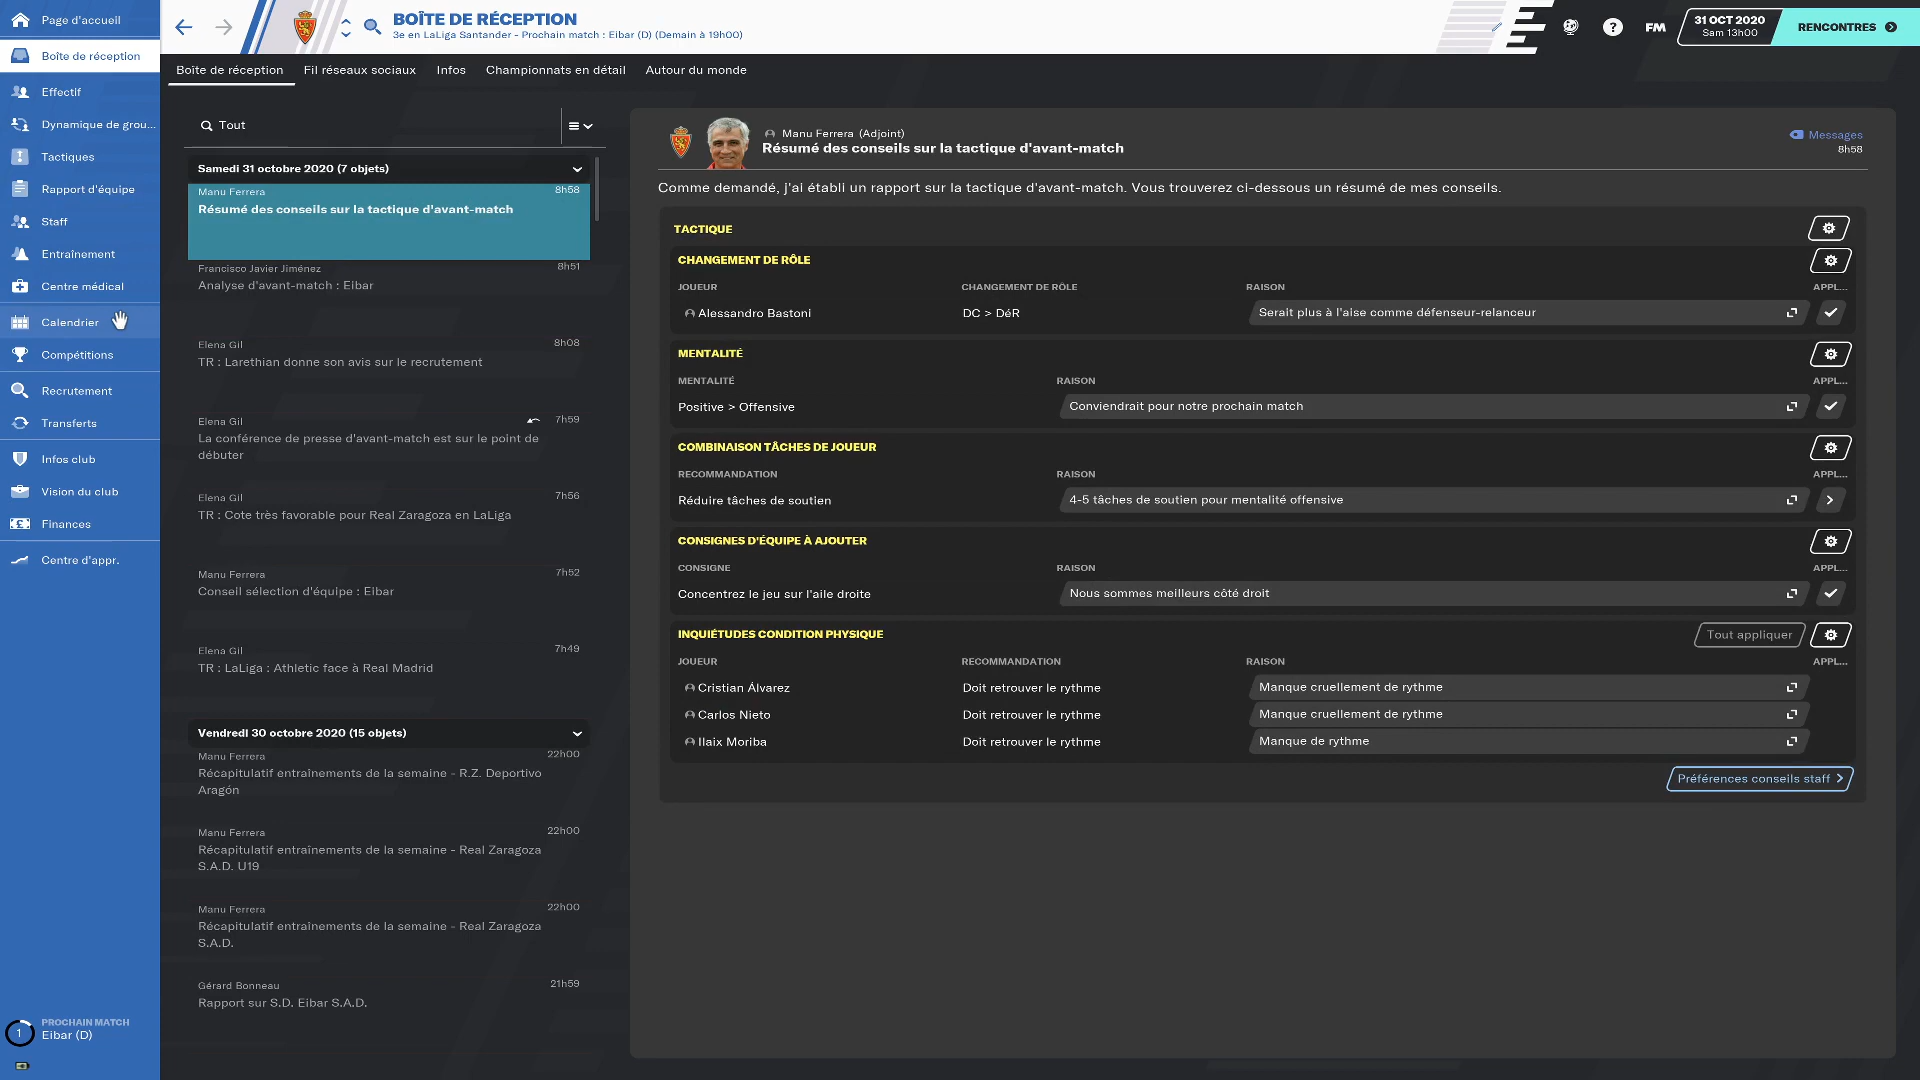 Page d'accueil
Boîte de réception
Effectif
Dynamique de grou...
Tactiques
Rapport d'équipe
Staff
Entraînement
Centre médical
Calendrier
Compétitions
Recrutement
Transferts
Infos club
Vision du club
Finances
Centre d'appr.
1
PROCHAIN MATCH
Eibar (D)
BOÎTE DE RÉCEPTION
3e en LaLiga Santander - Prochain match : Eibar (D) (Demain à 19h00)
?
FM
31 OCT 2020
Sam 13h00
RENCONTRES
Boîte de réception
Fil réseaux sociaux
Infos
Championnats en détail
Autour du monde
Tout
Samedi 31 octobre 2020 (7 objets)
Manu Ferrera 8h58
Résumé des conseils sur la tactique d'avant-match
Francisco Javier Jiménez 8h51
Analyse d'avant-match : Eibar
Elena Gil 8h08
TR : Larethian donne son avis sur le recrutement
Elena Gil 7h59
La conférence de presse d'avant-match est sur le point de
débuter
Elena Gil 7h56
TR : Cote très favorable pour Real Zaragoza en LaLiga
Manu Ferrera 7h52
Conseil sélection d'équipe : Eibar
Elena Gil 7h49
TR : LaLiga : Athletic face à Real Madrid
Vendredi 30 octobre 2020 (15 objets)
Manu Ferrera 22h00
Récapitulatif entraînements de la semaine - R.Z. Deportivo
Aragón
Manu Ferrera 22h00
Récapitulatif entraînements de la semaine - Real Zaragoza
S.A.D. U19
Manu Ferrera 22h00
Récapitulatif entraînements de la semaine - Real Zaragoza
S.A.D.
Gérard Bonneau 21h59
Rapport sur S.D. Eibar S.A.D.
Manu Ferrera (Adjoint)
Résumé des conseils sur la tactique d'avant-match
Messages
8h58
Comme demandé, j'ai établi un rapport sur la tactique d'avant-match. Vous trouverez ci-dessous un résumé de mes conseils.
TACTIQUE
CHANGEMENT DE RÔLE
JOUEUR CHANGEMENT DE RÔLE RAISON APPL...
Alessandro Bastoni DC > DéR Serait plus à l'aise comme défenseur-relanceur
MENTALITÉ
MENTALITÉ RAISON APPL...
Positive > Offensive Conviendrait pour notre prochain match
COMBINAISON TÂCHES DE JOUEUR
RECOMMANDATION RAISON APPL...
Réduire tâches de soutien 4-5 tâches de soutien pour mentalité offensive
CONSIGNES D'ÉQUIPE À AJOUTER
CONSIGNE RAISON APPL...
Concentrez le jeu sur l'aile droite Nous sommes meilleurs côté droit
INQUIÉTUDES CONDITION PHYSIQUE Tout appliquer
JOUEUR RECOMMANDATION RAISON APPL...
Cristian Álvarez Doit retrouver le rythme Manque cruellement de rythme
Carlos Nieto Doit retrouver le rythme Manque cruellement de rythme
Ilaix Moriba Doit retrouver le rythme Manque de rythme
Préférences conseils staff